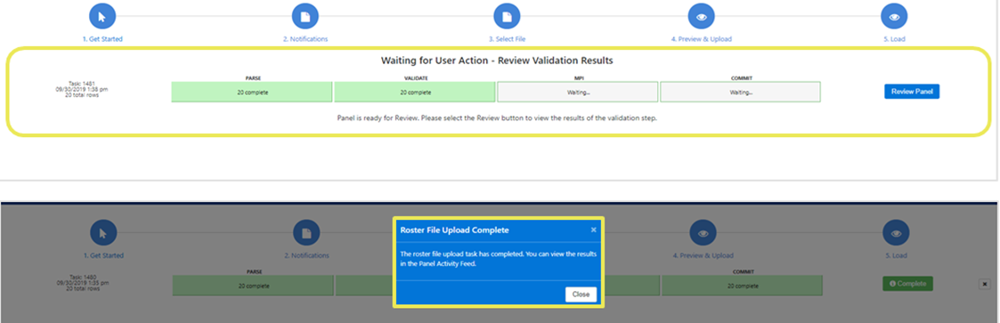 1. Get Started
2. Notifications
3. Select File
4. Preview & Upload
5. Load
Waiting for User Action - Review Validation Results
Task: 1481
09/30/2019 1:38 pm
20 total rows
PARSE
20 complete
VALIDATE
20 complete
MPI
Waiting...
COMMIT
Waiting...
Review Panel
Panel is ready for Review. Please select the Review button to view the results of the validation step.
1. Get Started
2. Notifications
4. Preview & Upload
5. Load
Roster File Upload Complete
×
The roster file upload task has completed. You can view the results
in the Panel Activity Feed.
Close
Task: 1480
09/30/2019 1:35 pm
20 total rows
PARSE
20 complete
COMMIT
20 complete
Complete
×